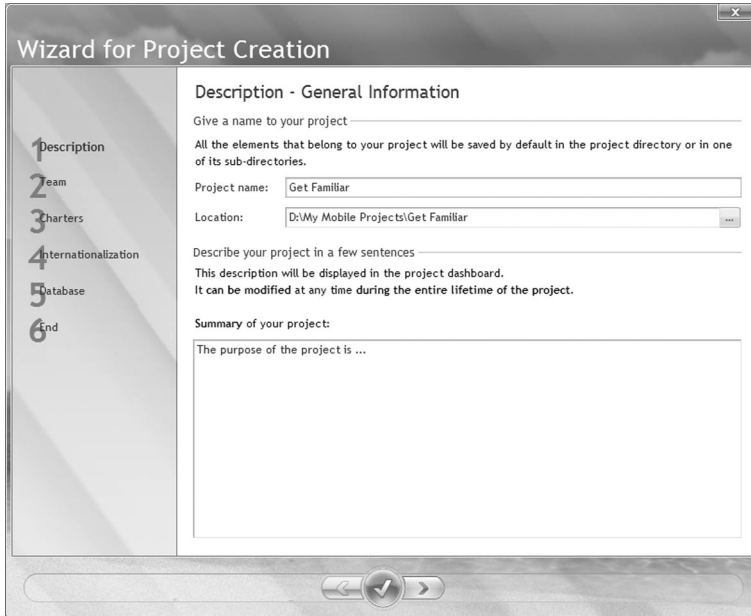 x
Wizard for Project Creation
Description - General Information
Give a name to your project
All the elements that belong to your project will be saved by default in the project directory or in one
of its sub-directories.
Project name: Get Familiar
Location: D:\My Mobile Projects\Get Familiar ...
Describe your project in a few sentences
This description will be displayed in the project dashboard.
It can be modified at any time during the entire lifetime of the project.
Summary of your project:
The purpose of the project is ...
1 Description
2 Team
3 Charters
4 Internationalization
5 Database
6 End